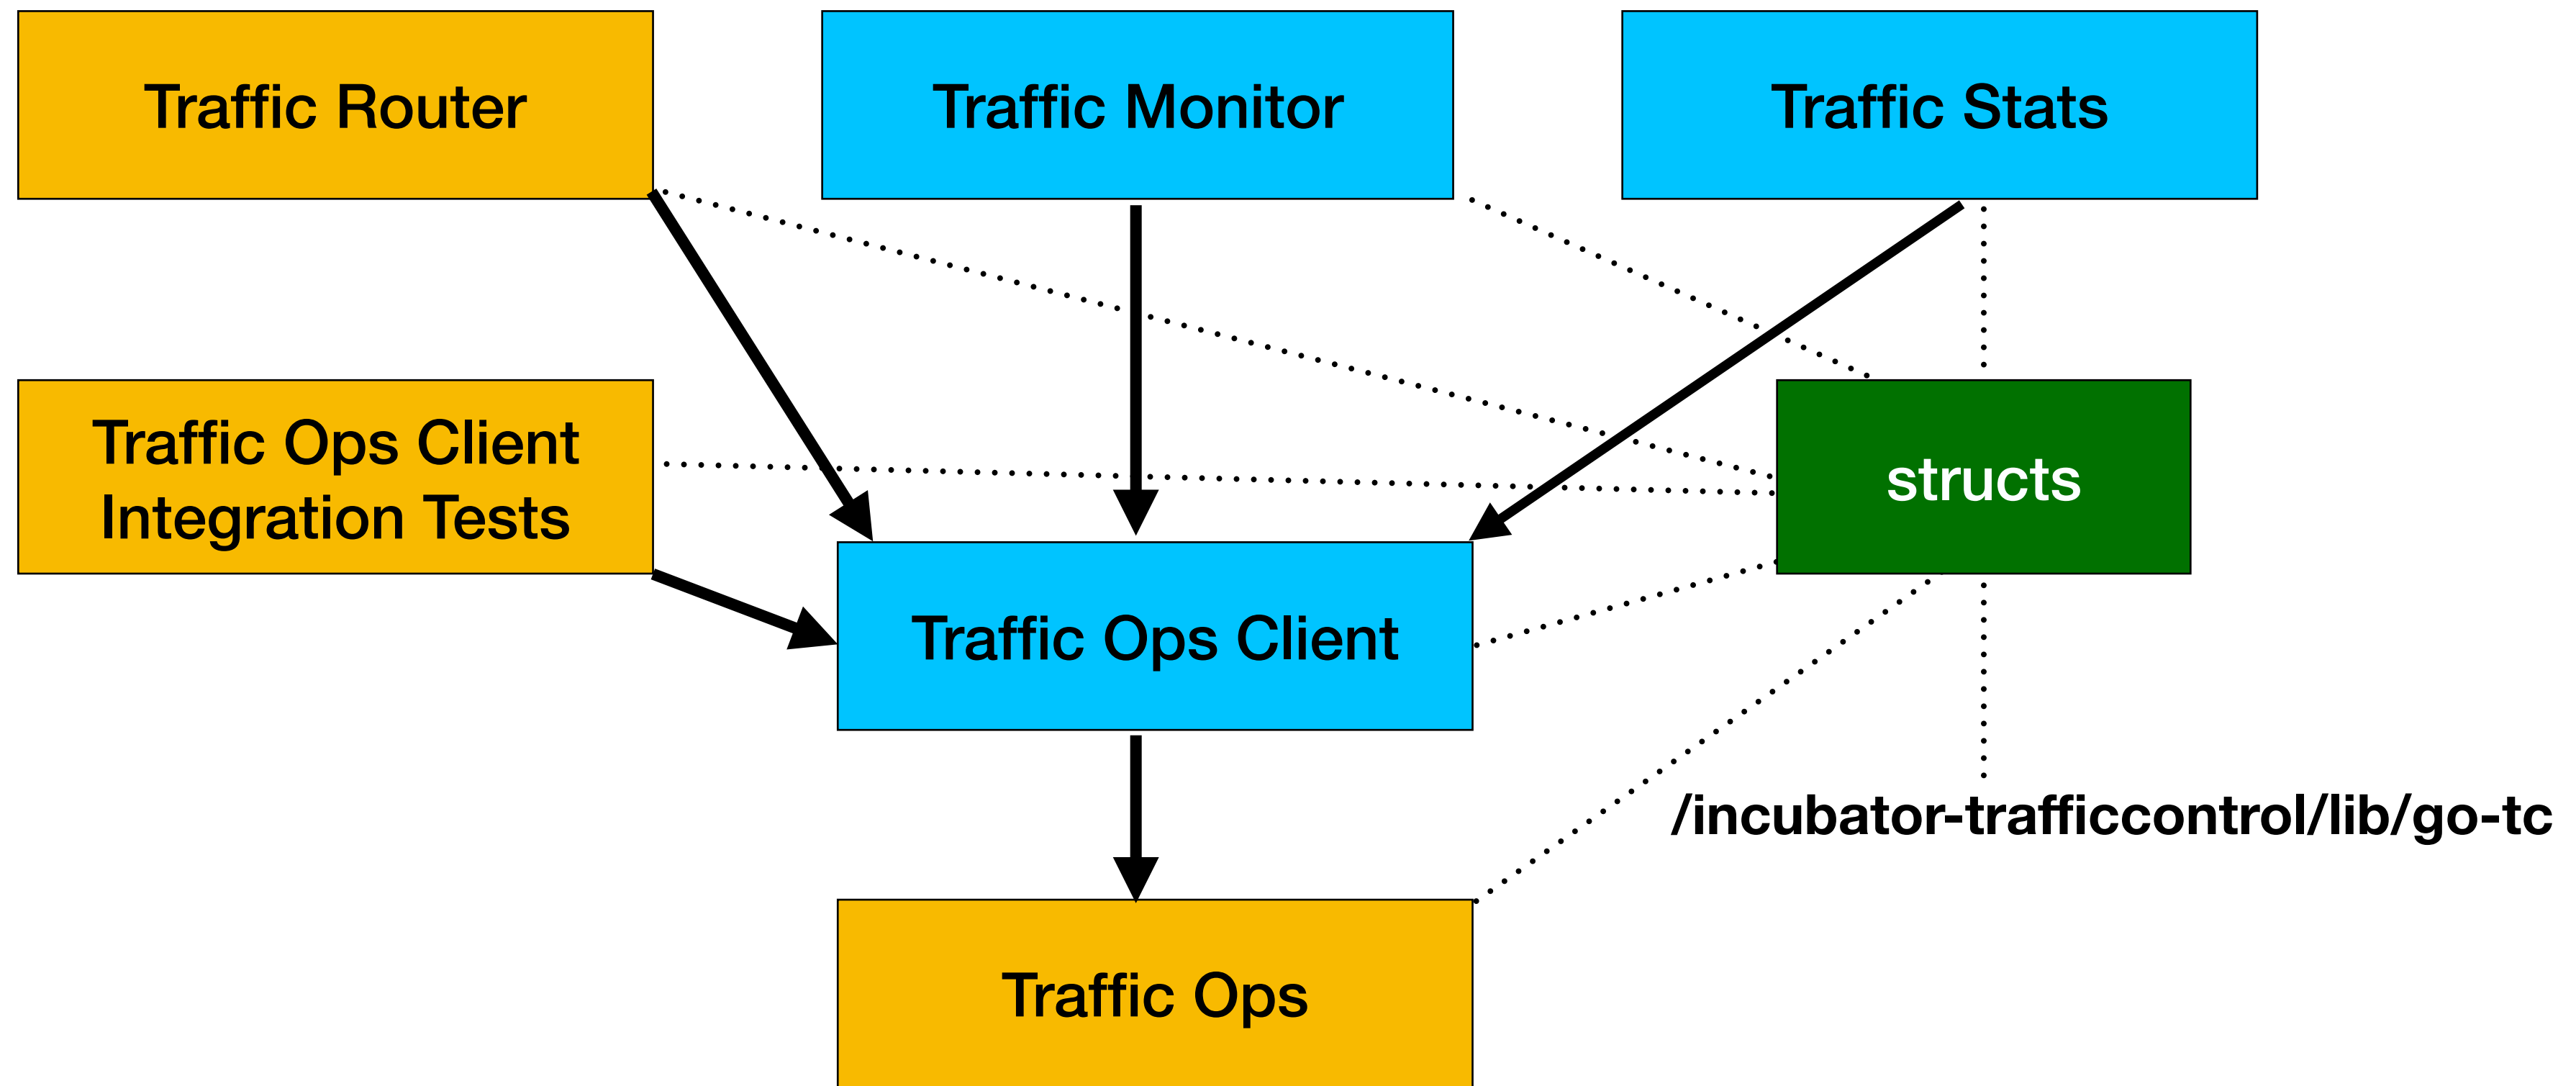 Traffic Router
Traffic Monitor
Traffic Stats
Traffic Ops Client
Integration Tests
structs
Traffic Ops Client
/incubator-trafficcontrol/lib/go-tc
Traffic Ops